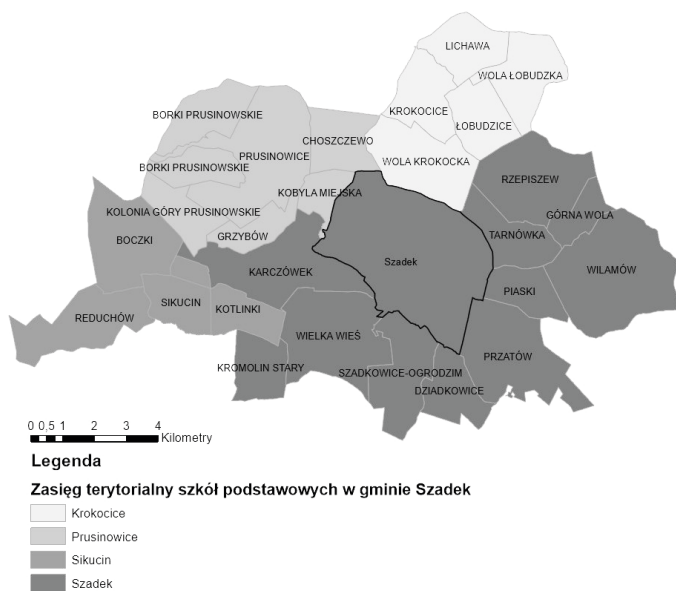 LICHAWA
WOLA ŁOBUDZKA
KROKOCICE
BORKI PRUSINOWSKIE
ŁOBUDZICE
CHOSZCZEWO
PRUSINOWICE
WOLA KROKOCKA
BORKI PRUSINOWSKIE
RZEPISZEW
KOBYLA MIEJSKA
KOLONIA GÓRY PRUSINOWSKIE
GÓRNA WOLA
GRZYBÓW
TARNÓWKA
BOCZKI
Szadek
KARCZÓWEK
WILAMÓW
PIASKI
SIKUCIN
KOTLINKI
REDUCHÓW
WIELKA WIEŚ
PRZATÓW
KROMOLIN STARY
SZADKOWICE-OGRODZIM
DZIADKOWICE
0 0,5 1 2 3 4
Kilometry
Legenda
Zasięg terytorialny szkół podstawowych w gminie Szadek
Krokocice
Prusinowice
Sikucin
Szadek